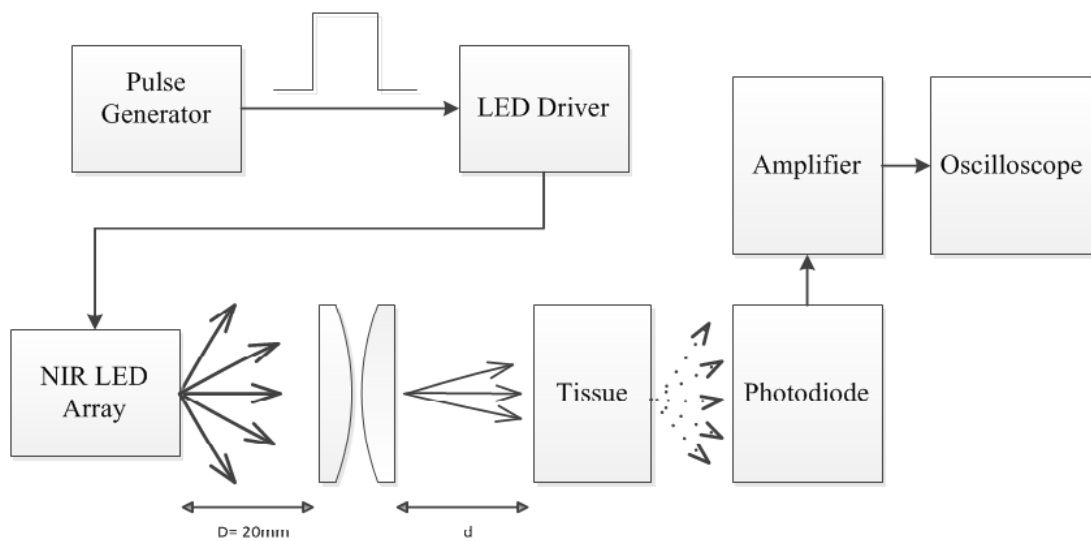 Pulse
Generator
LED Driver
Amplifier
Oscilloscope
NIR LED
Array
Tissue
Photodiode
D= 20mm
d